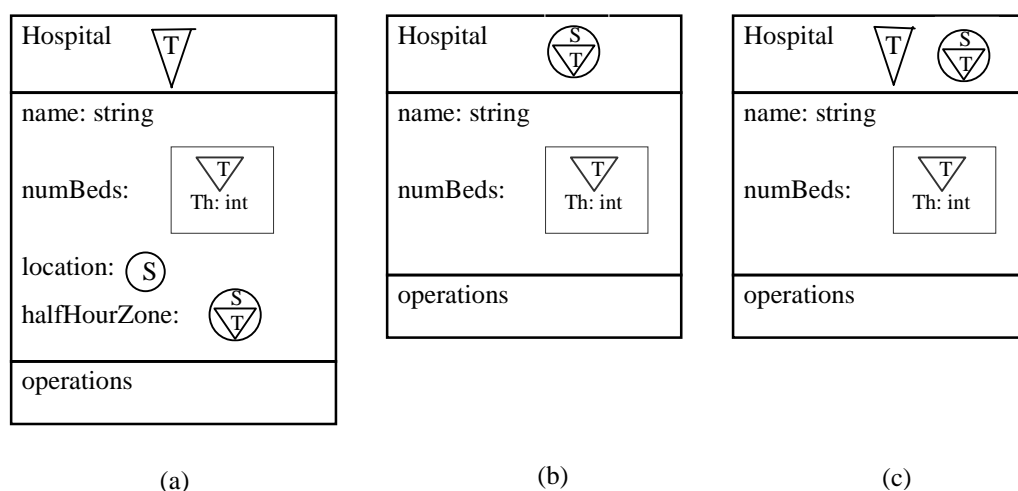 Hospital T
name: string
T
numBeds: Th: int
location: S
halfHourZone: S T
operations
(a)
Hospital S T
name: string
T
numBeds: Th: int
operations
(b)
Hospital T S T
name: string
T
numBeds: Th: int
operations
(c)